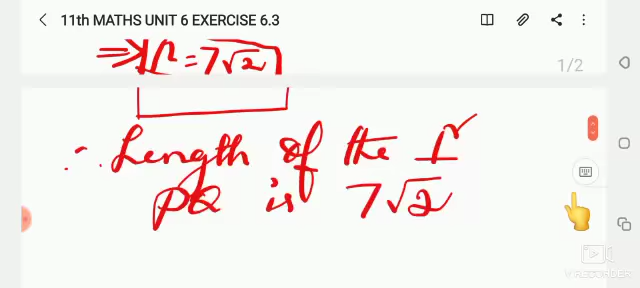 11th MATHS UNIT 6 EXERCISE 6.3
⇒ r = 7√2
1/2
∴ Length of the ⊥r
PQ is 7√2